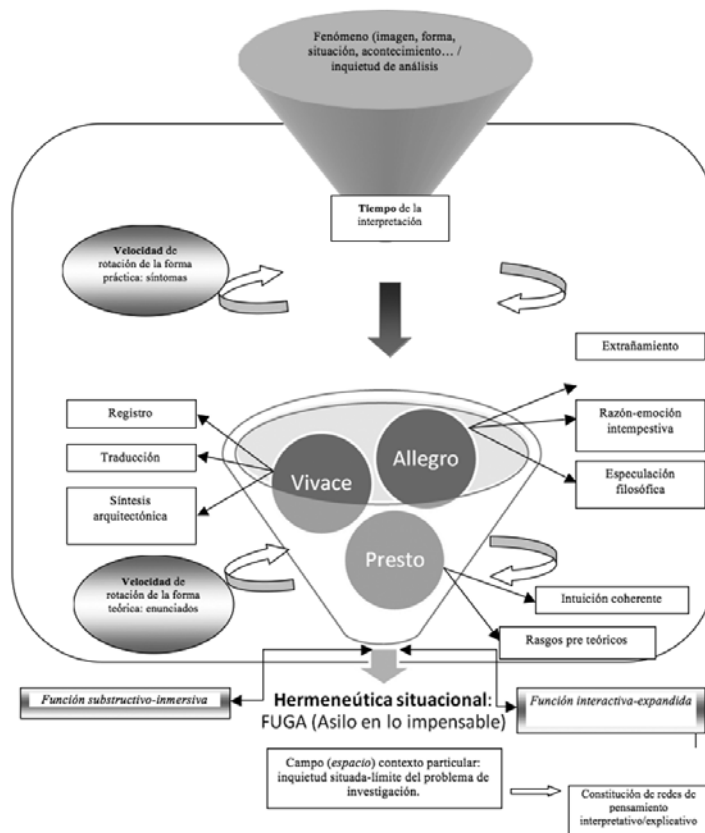 Fenómeno (imagen, forma,
situación, acontecimiento… /
inquietud de análisis
Tiempo de la
interpretación
Velocidad de
rotación de la forma
práctica: síntomas
Extrañamiento
Registro
Razón-emoción
intempestiva
Traducción
Allegro
Vivace
Especulación
filosófica
Síntesis
arquitectónica
Presto
Velocidad de
rotación de la forma
teórica: enunciados
Intuición coherente
Rasgos pre teóricos
Función substructivo-inmersiva
Hermeneútica situacional:
FUGA (Asilo en lo impensable)
Función interactiva-expandida
Campo (espacio) contexto particular:
inquietud situada-límite del problema de
investigación.
Constitución de redes de
pensamiento
interpretativo/explicativo